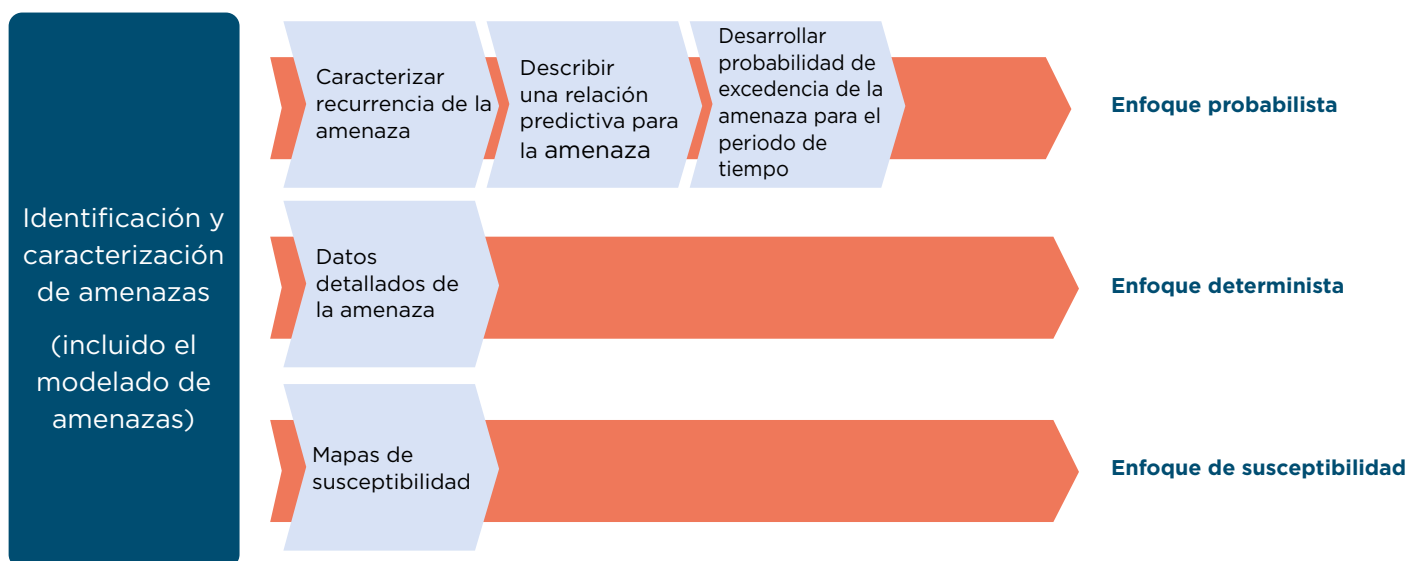 Identificación y
caracterización
de amenazas
(incluido el
modelado de
amenazas)
Caracterizar
recurrencia de la
amenaza
Describir
una relación
predictiva para
la amenaza
Desarrollar
probabilidad de
excedencia de la
amenaza para el
periodo de
tiempo
Enfoque probabilista
Datos
detallados de
la amenaza
Enfoque determinista
Mapas de
susceptibilidad
Enfoque de susceptibilidad